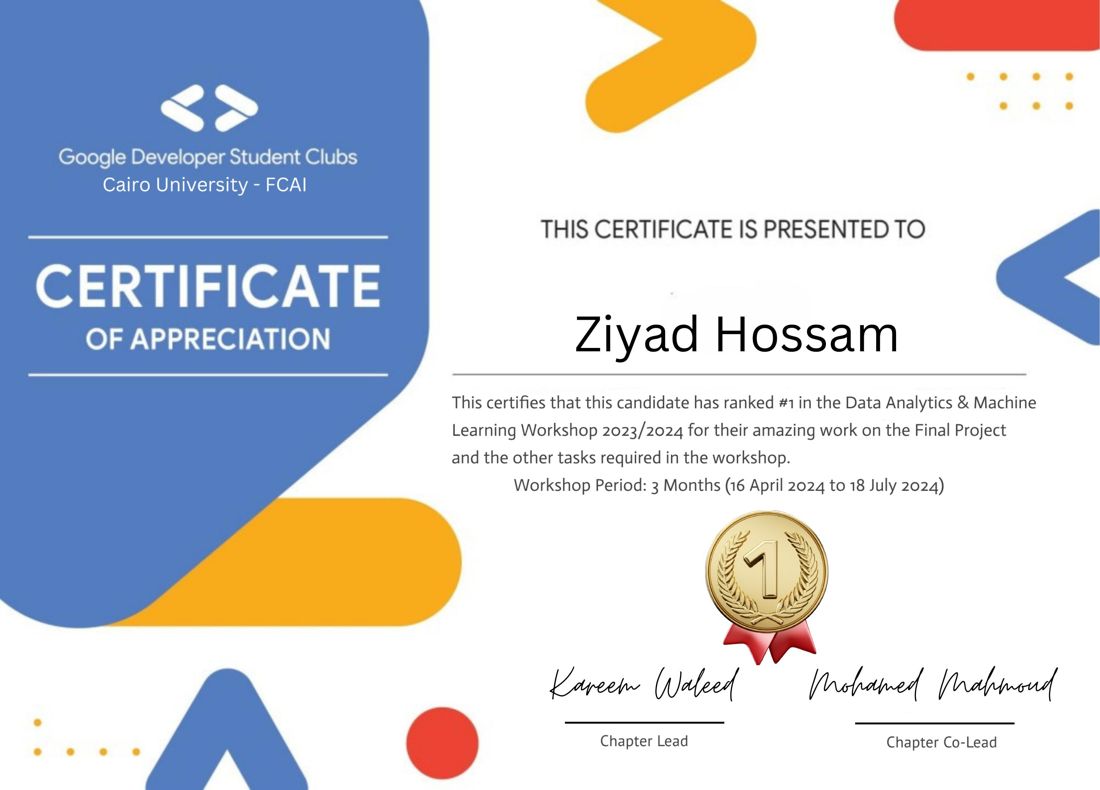 Google Developer Student Clubs
Cairo University - FCAI
CERTIFICATE
OF APPRECIATION
THIS CERTIFICATE IS PRESENTED TO
Ziyad Hossam
This certifies that this candidate has ranked #1 in the Data Analytics & Machine
Learning Workshop 2023/2024 for their amazing work on the Final Project
and the other tasks required in the workshop.
Workshop Period: 3 Months (16 April 2024 to 18 July 2024)
1
Kareem Waleed
Chapter Lead
Mohamed Mahmoud
Chapter Co-Lead